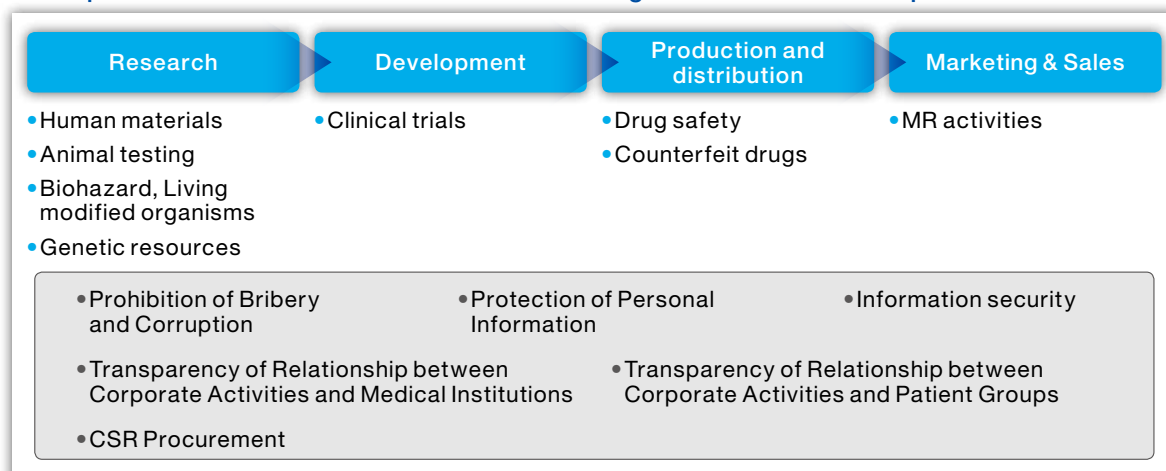 Research
Development
Production and
distribution
Marketing & Sales
•Human materials
•Animal testing
•Biohazard, Living
modified organisms
•Genetic resources
•Clinical trials
•Drug safety
•Counterfeit drugs
•MR activities
•Prohibition of Bribery
and Corruption
•Protection of Personal
Information
•Information security
•Transparency of Relationship between
Corporate Activities and Medical Institutions
•Transparency of Relationship between
Corporate Activities and Patient Groups
•CSR Procurement